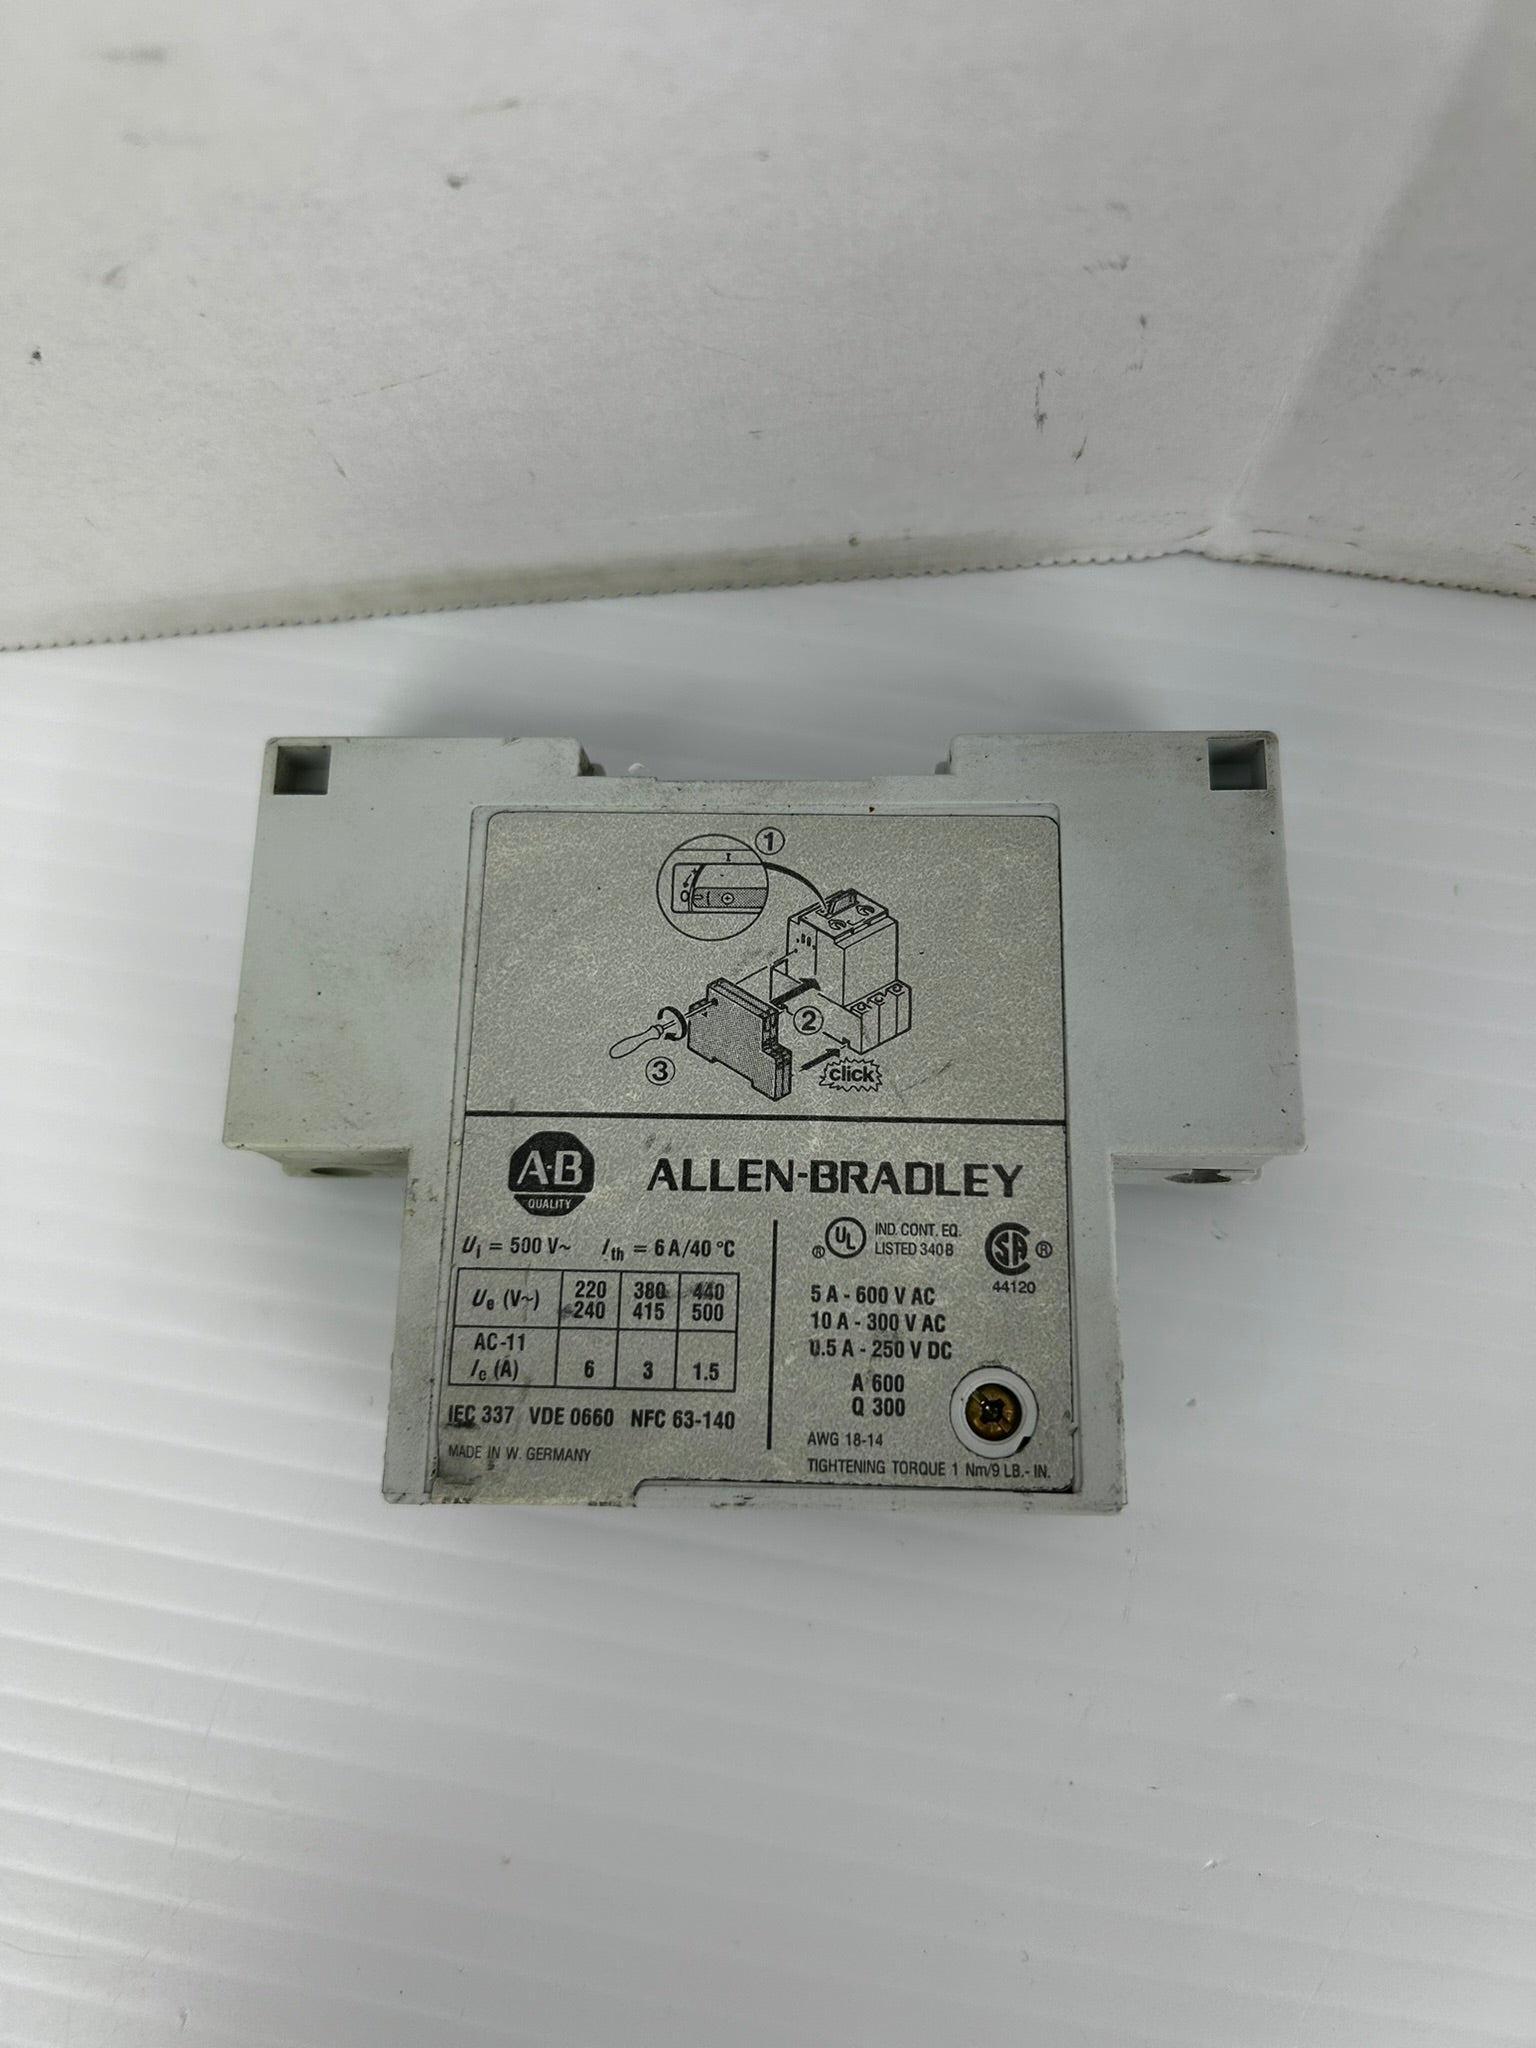 1
I
O
2
3
click
A-B
QUALITY
ALLEN-BRADLEY
Ui = 500 V~ Ith = 6 A/40 °C
Ue (V~) 220 240 380 415 440 500
AC-11
Ie (A) 6 3 1.5
IEC 337 VDE 0660 NFC 63-140
MADE IN W. GERMANY
UL ® IND. CONT. EQ.
LISTED 340B
SA ®
44120
5 A - 600 V AC
10 A - 300 V AC
0.5 A - 250 V DC
A 600
Q 300
AWG 18-14
TIGHTENING TORQUE 1 Nm/9 LB.- IN.